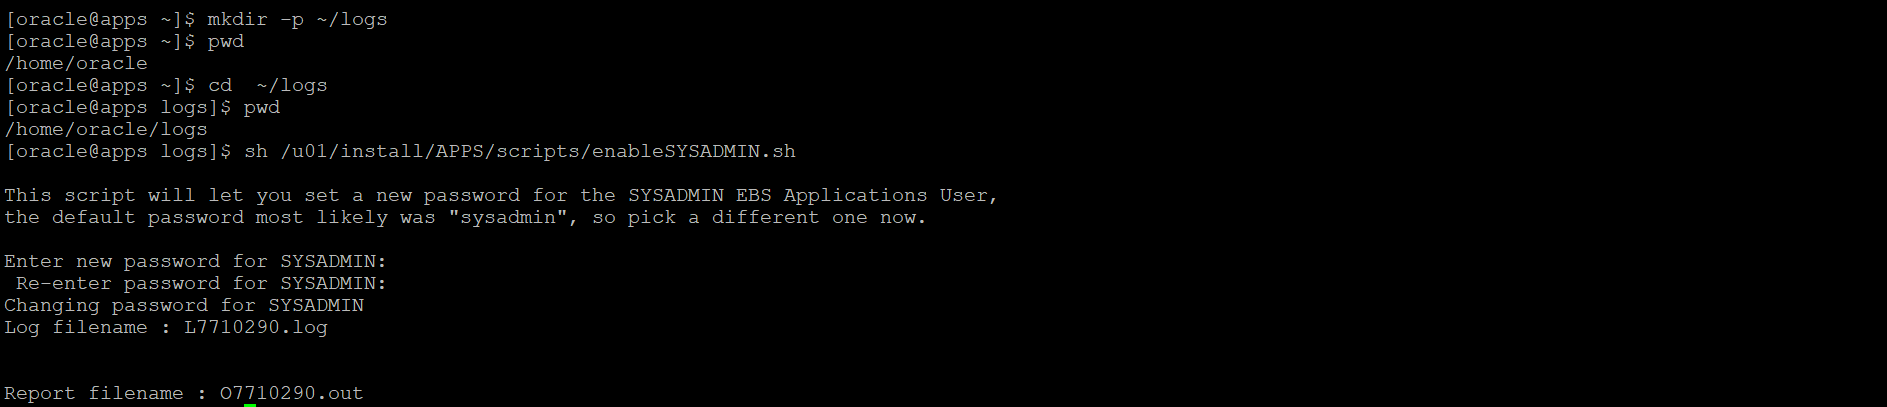 [oracle@apps ~]$ mkdir -p ~/logs
[oracle@apps ~]$ pwd
/home/oracle
[oracle@apps ~]$ cd  ~/logs
[oracle@apps logs]$ pwd
/home/oracle/logs
[oracle@apps logs]$ sh /u01/install/APPS/scripts/enableSYSADMIN.sh
This script will let you set a new password for the SYSADMIN EBS Applications User,
the default password most likely was "sysadmin", so pick a different one now.
Enter new password for SYSADMIN:
 Re-enter password for SYSADMIN:
Changing password for SYSADMIN
Log filename : L7710290.log
Report filename : O7710290.out